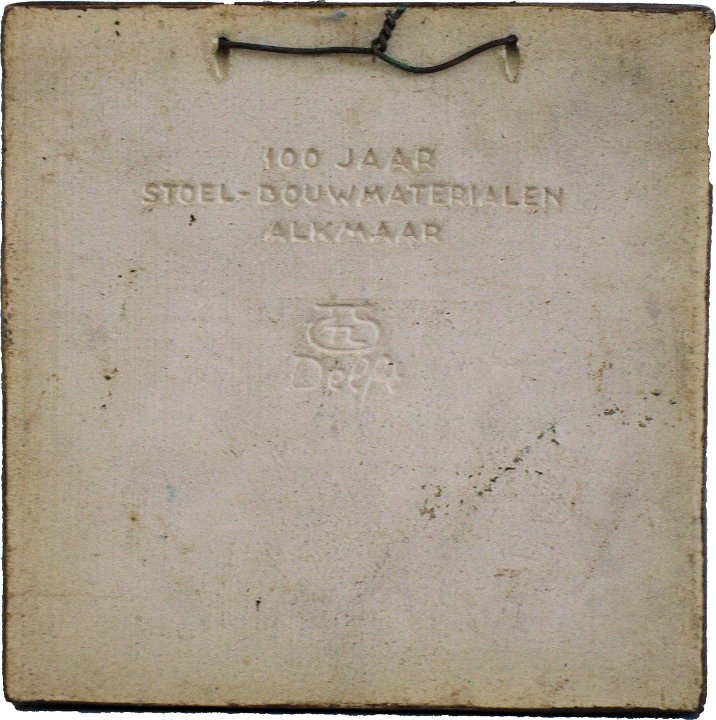 100 JAAR
STOEL-BOUWMATERIALEN
ALKMAAR
Delft